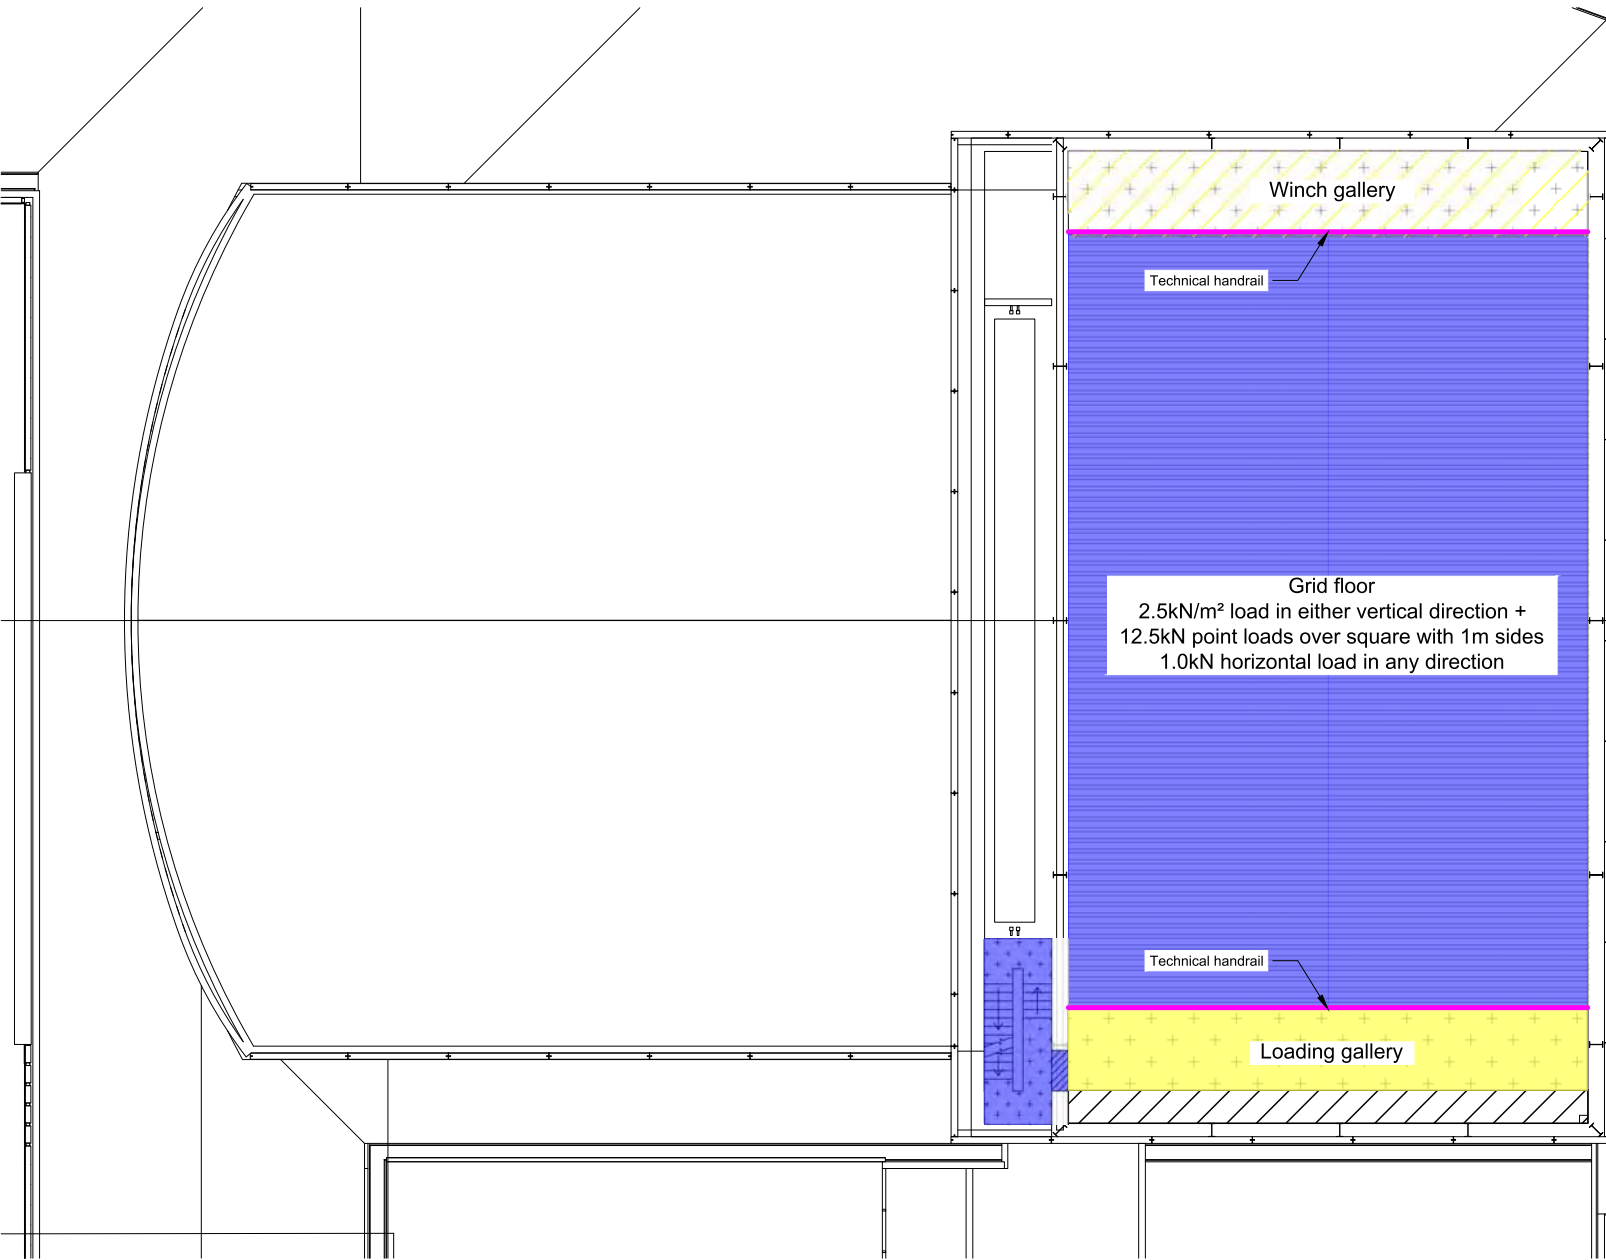 Winch gallery
Technical handrail
Grid floor
2.5kN/m² load in either vertical direction +
12.5kN point loads over square with 1m sides
1.0kN horizontal load in any direction
Technical handrail
Loading gallery